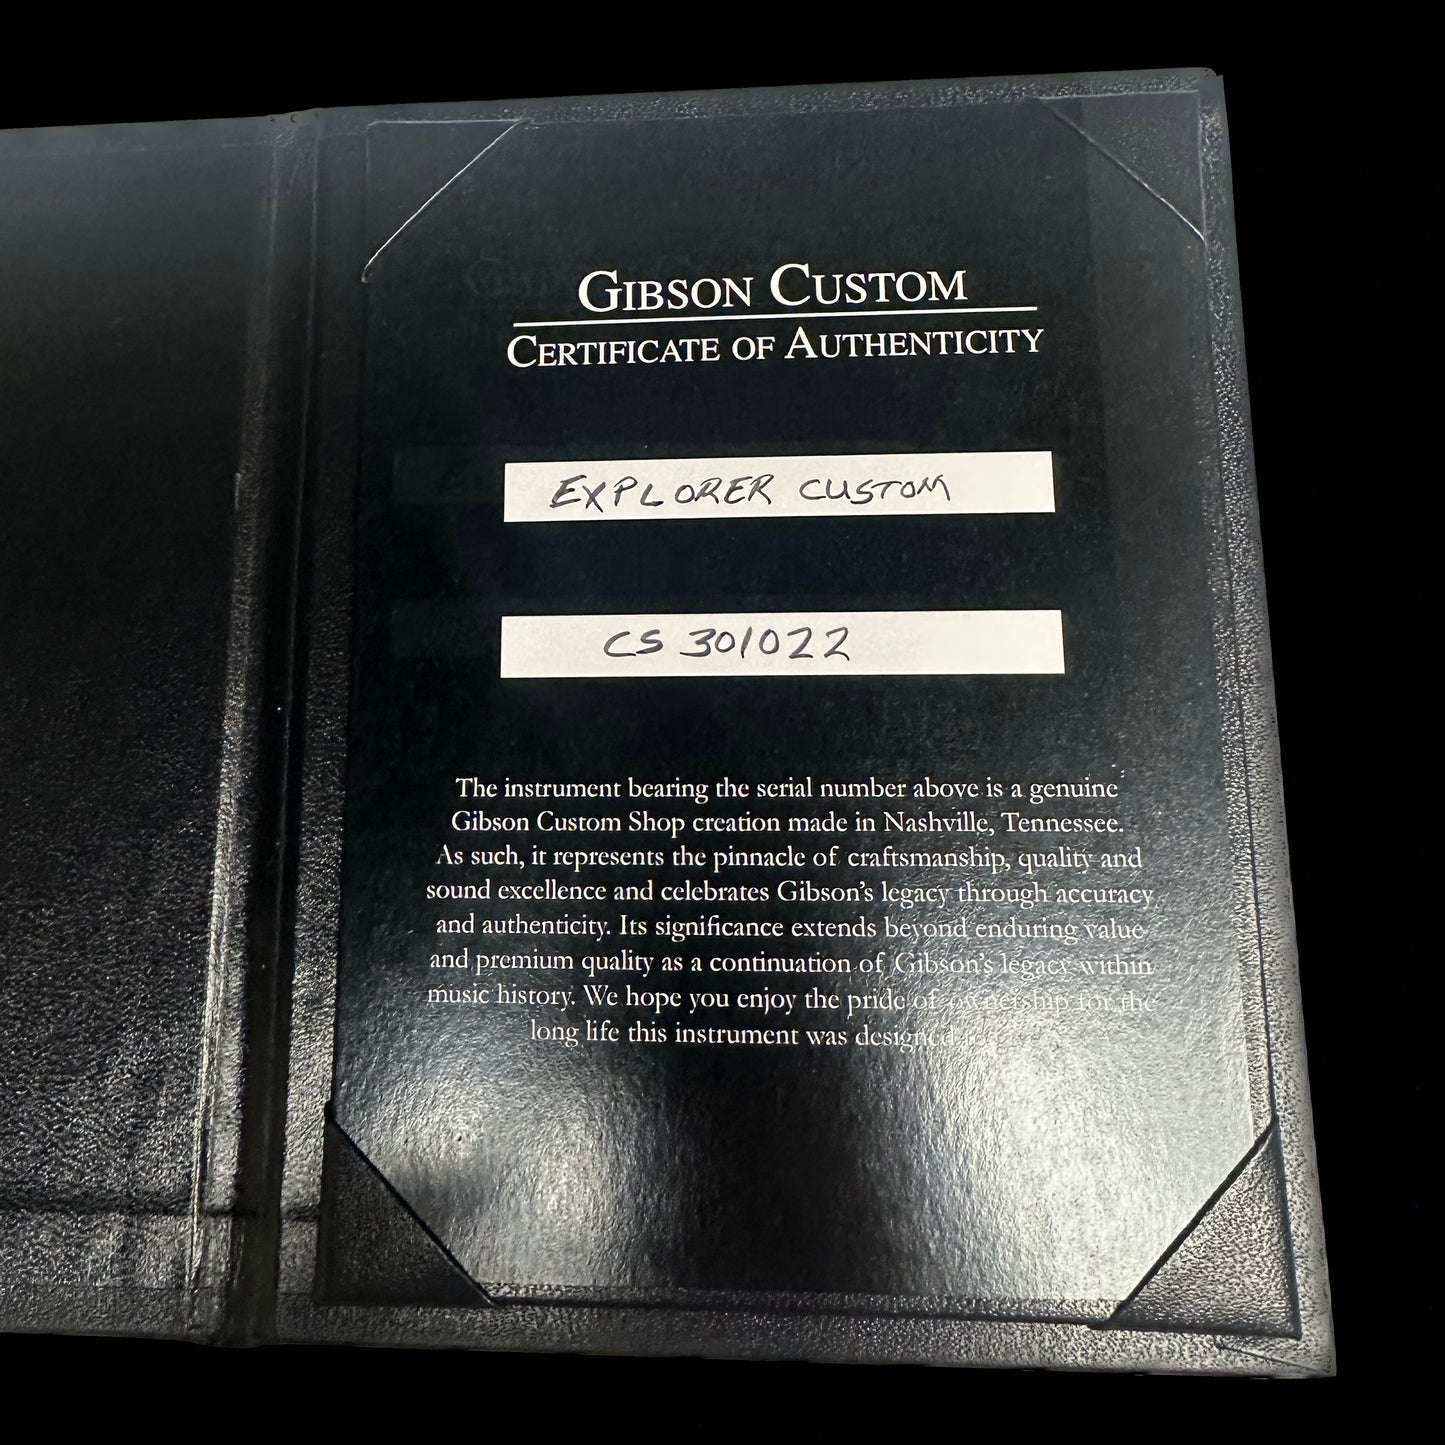 GIBSON CUSTOM
CERTIFICATE OF AUTHENTICITY
EXPLORER CUSTOM
CS 301022
The instrument bearing the serial number above is a genuine
Gibson Custom Shop creation made in Nashville, Tennessee.
As such, it represents the pinnacle of craftsmanship, quality and
sound excellence and celebrates Gibson's legacy through accuracy
and authenticity. Its significance extends beyond enduring value
and premium quality as a continuation of Gibson's legacy within
music history. We hope you enjoy the pride of ownership for the
long life this instrument was designed to give.